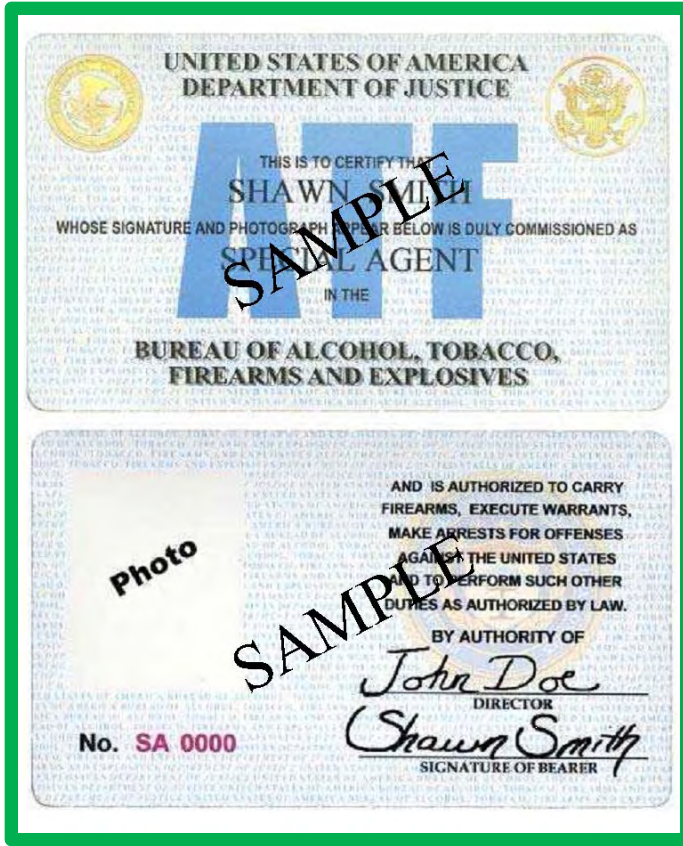 UNITED STATES OF AMERICA
DEPARTMENT OF JUSTICE
ATF
THIS IS TO CERTIFY THAT
SHAWN SMITH
WHOSE SIGNATURE AND PHOTOGRAPH APPEAR BELOW IS DULY COMMISSIONED AS
SPECIAL AGENT
IN THE
SAMPLE
BUREAU OF ALCOHOL, TOBACCO,
FIREARMS AND EXPLOSIVES
Photo
AND IS AUTHORIZED TO CARRY
FIREARMS, EXECUTE WARRANTS,
MAKE ARRESTS FOR OFFENSES
AGAINST THE UNITED STATES
AND TO PERFORM SUCH OTHER
DUTIES AS AUTHORIZED BY LAW.
SAMPLE
BY AUTHORITY OF
John Doe
DIRECTOR
No. SA 0000
Shawn Smith
SIGNATURE OF BEARER